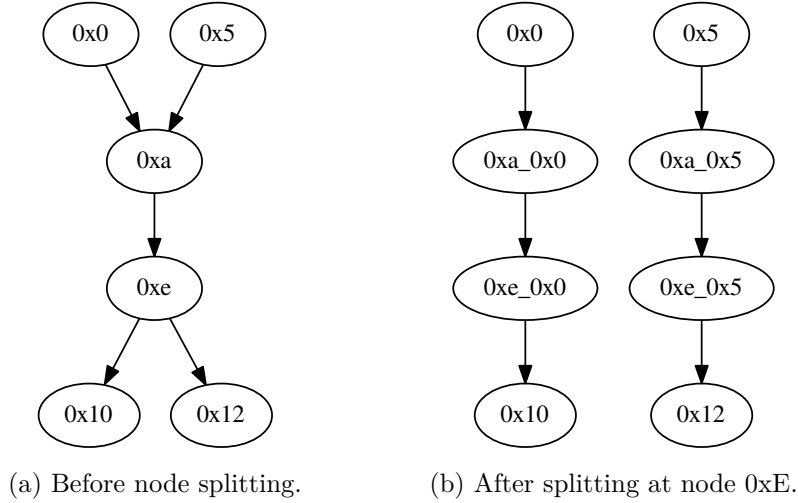 0x0 0x5 0x0 0x5
0xa 0xa_0x0 0xa_0x5
0xe 0xe_0x0 0xe_0x5
0x10 0x12 0x10 0x12
(a) Before node splitting. (b) After splitting at node 0xE.